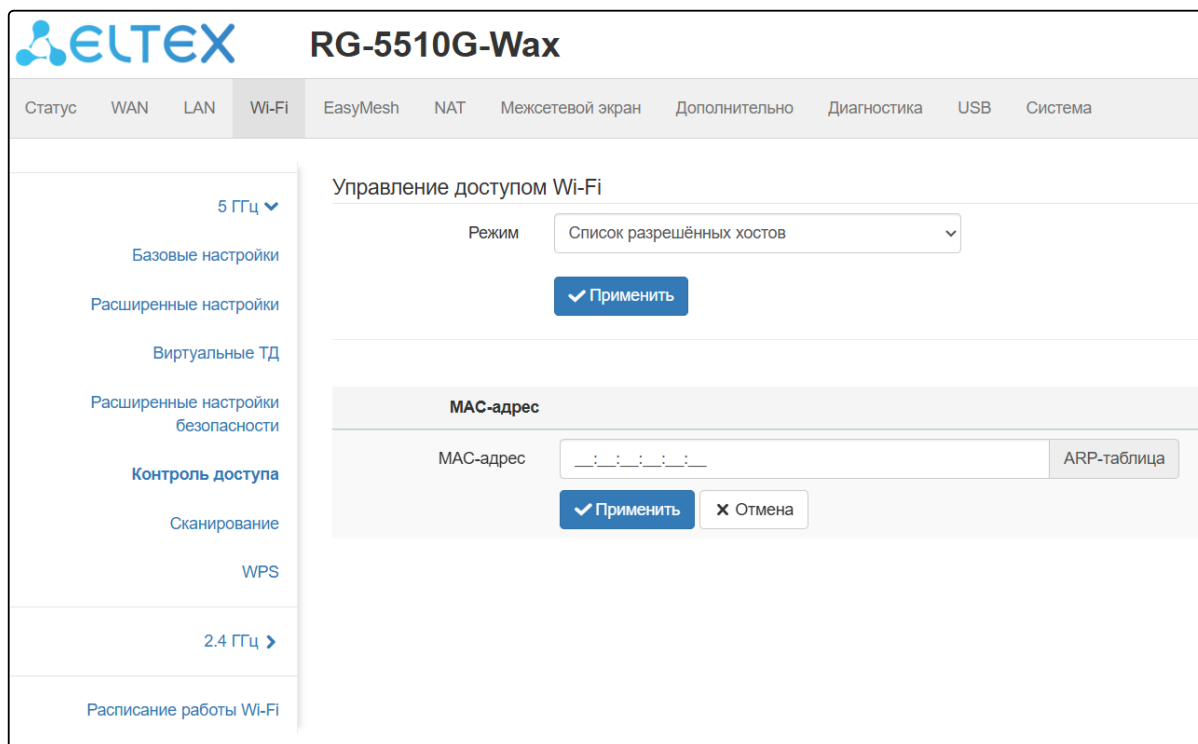 ELTEX RG-5510G-Wax
Статус WAN LAN Wi-Fi EasyMesh NAT Межсетевой экран Дополнительно Диагностика USB Система
5 ГГц
Базовые настройки
Расширенные настройки
Виртуальные ТД
Расширенные настройки
безопасности
Контроль доступа
Сканирование
WPS
2.4 ГГц
Расписание работы Wi-Fi
Управление доступом Wi-Fi
Режим Список разрешённых хостов
Применить
MAC-адрес
MAC-адрес __:__:__:__:__:__ ARP-таблица
Применить Отмена